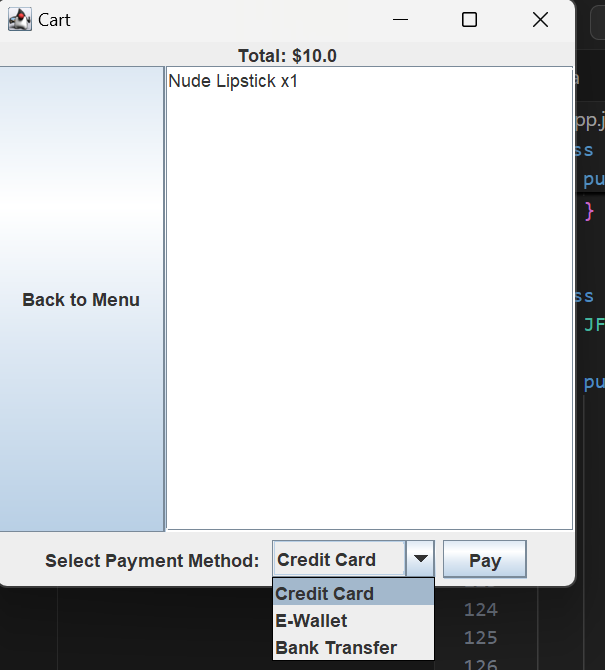 Cart
Total: $10.0
a
Nude Lipstick x1
pp.j
ss
pu
}
Back to Menu
ss
JF
pu
Select Payment Method:
Credit Card
Pay
Credit Card
E-Wallet
Bank Transfer
124
125
126